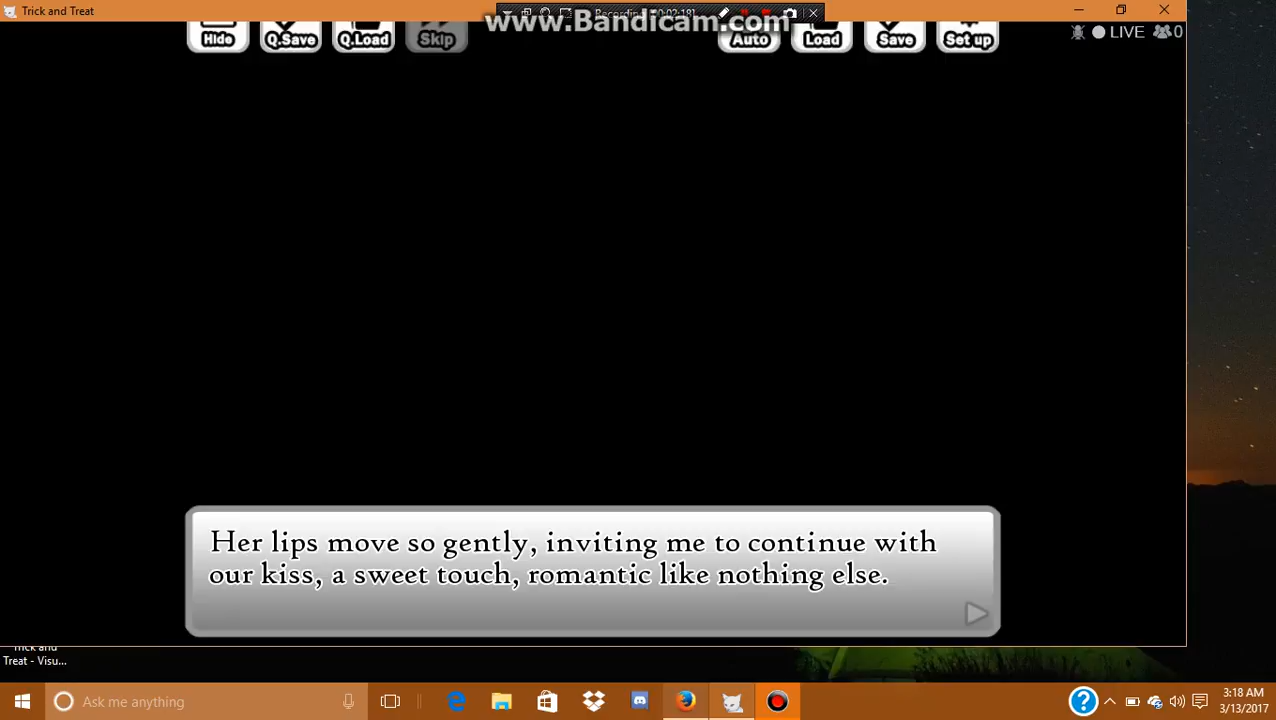 Trick and Treat
www.Bandicam.com
Hide
Q.Save
Q.Load
Skip
Auto
Load
Save
Set up
LIVE
0
Her lips move so gently, inviting me to continue with
our kiss, a sweet touch, romantic like nothing else.
Treat - Visu...
Ask me anything
3:18 AM
3/13/2017